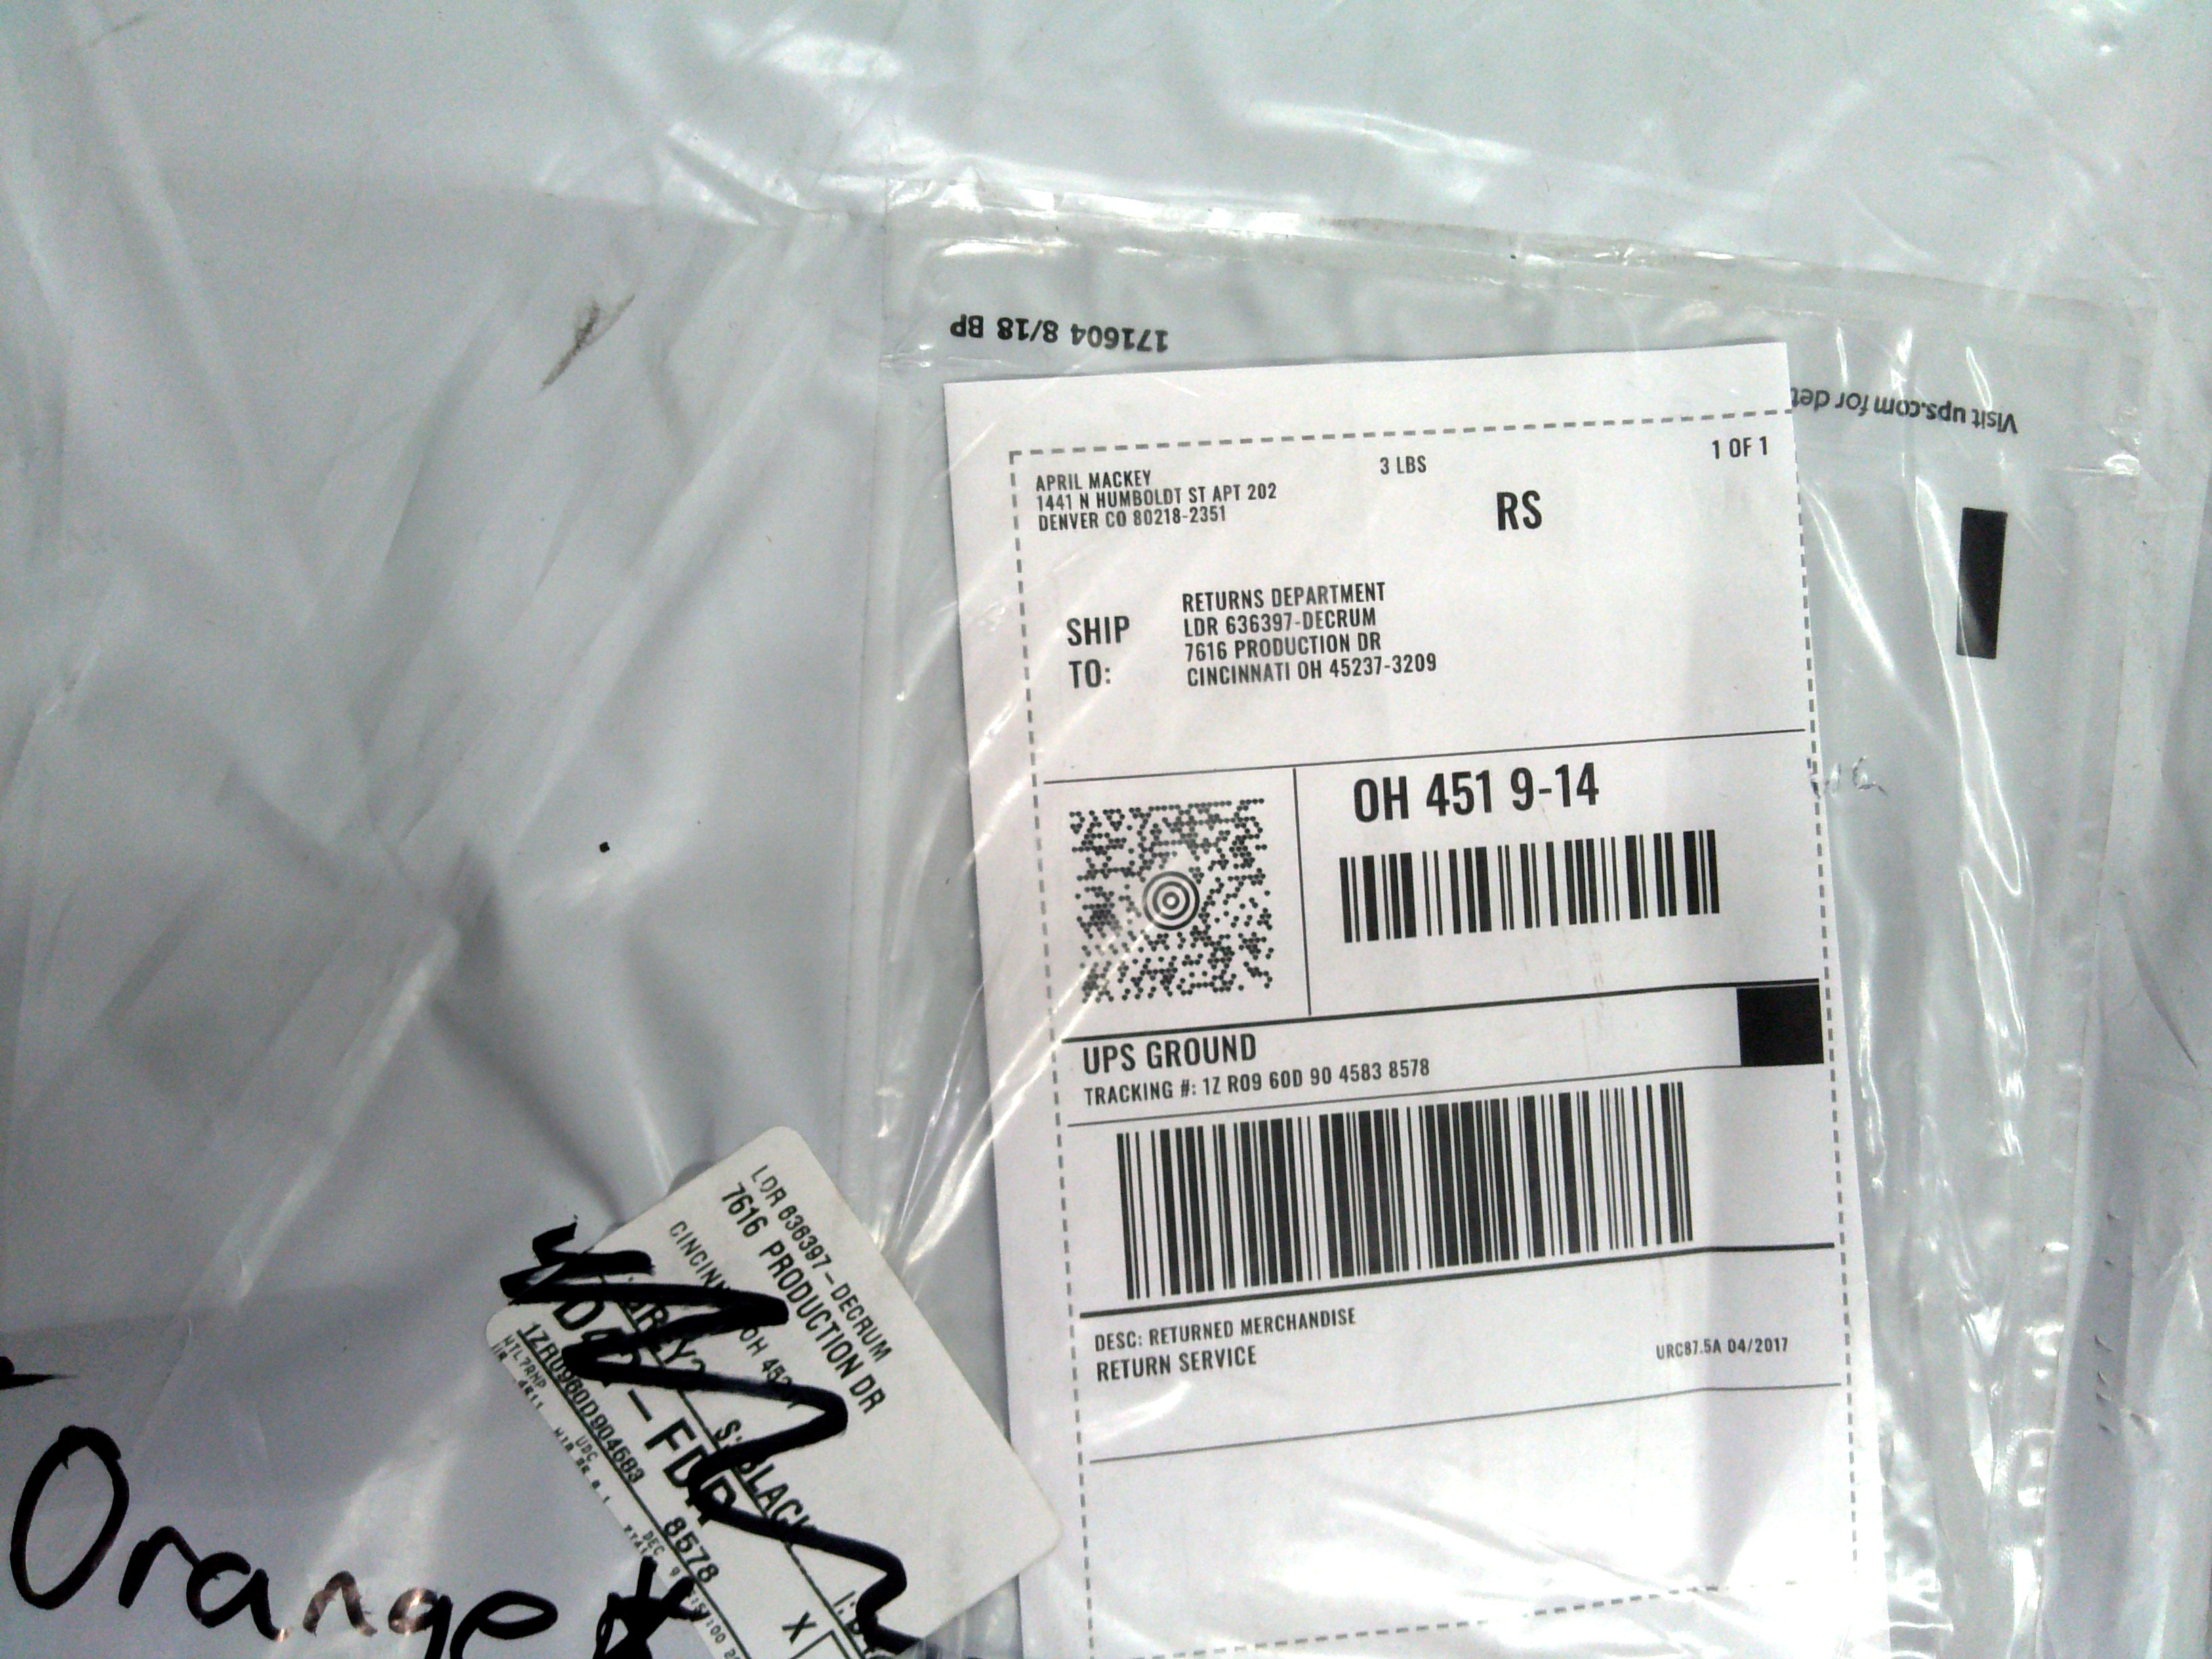 171604 8/18 BP
Visit ups.com for det
APRIL MACKEY
1441 N HUMBOLDT ST APT 202
DENVER CO 80218-2351
3 LBS
1 OF 1
RS
SHIP TO:
RETURNS DEPARTMENT
LDR 636397-DECRUM
7616 PRODUCTION DR
CINCINNATI OH 45237-3209
OH 451 9-14
UPS GROUND
TRACKING #: 1Z R09 60D 90 4583 8578
DESC: RETURNED MERCHANDISE
RETURN SERVICE
URC87.5A 04/2017
LDR 636397-DECRUM
7616 PRODUCTION DR
OH
1ZR0960D904583 8578
X
Orange